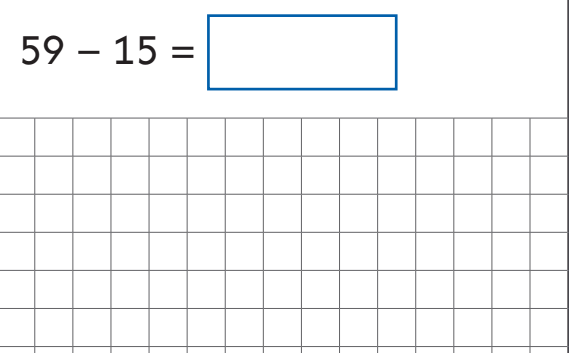 59 – 15 =